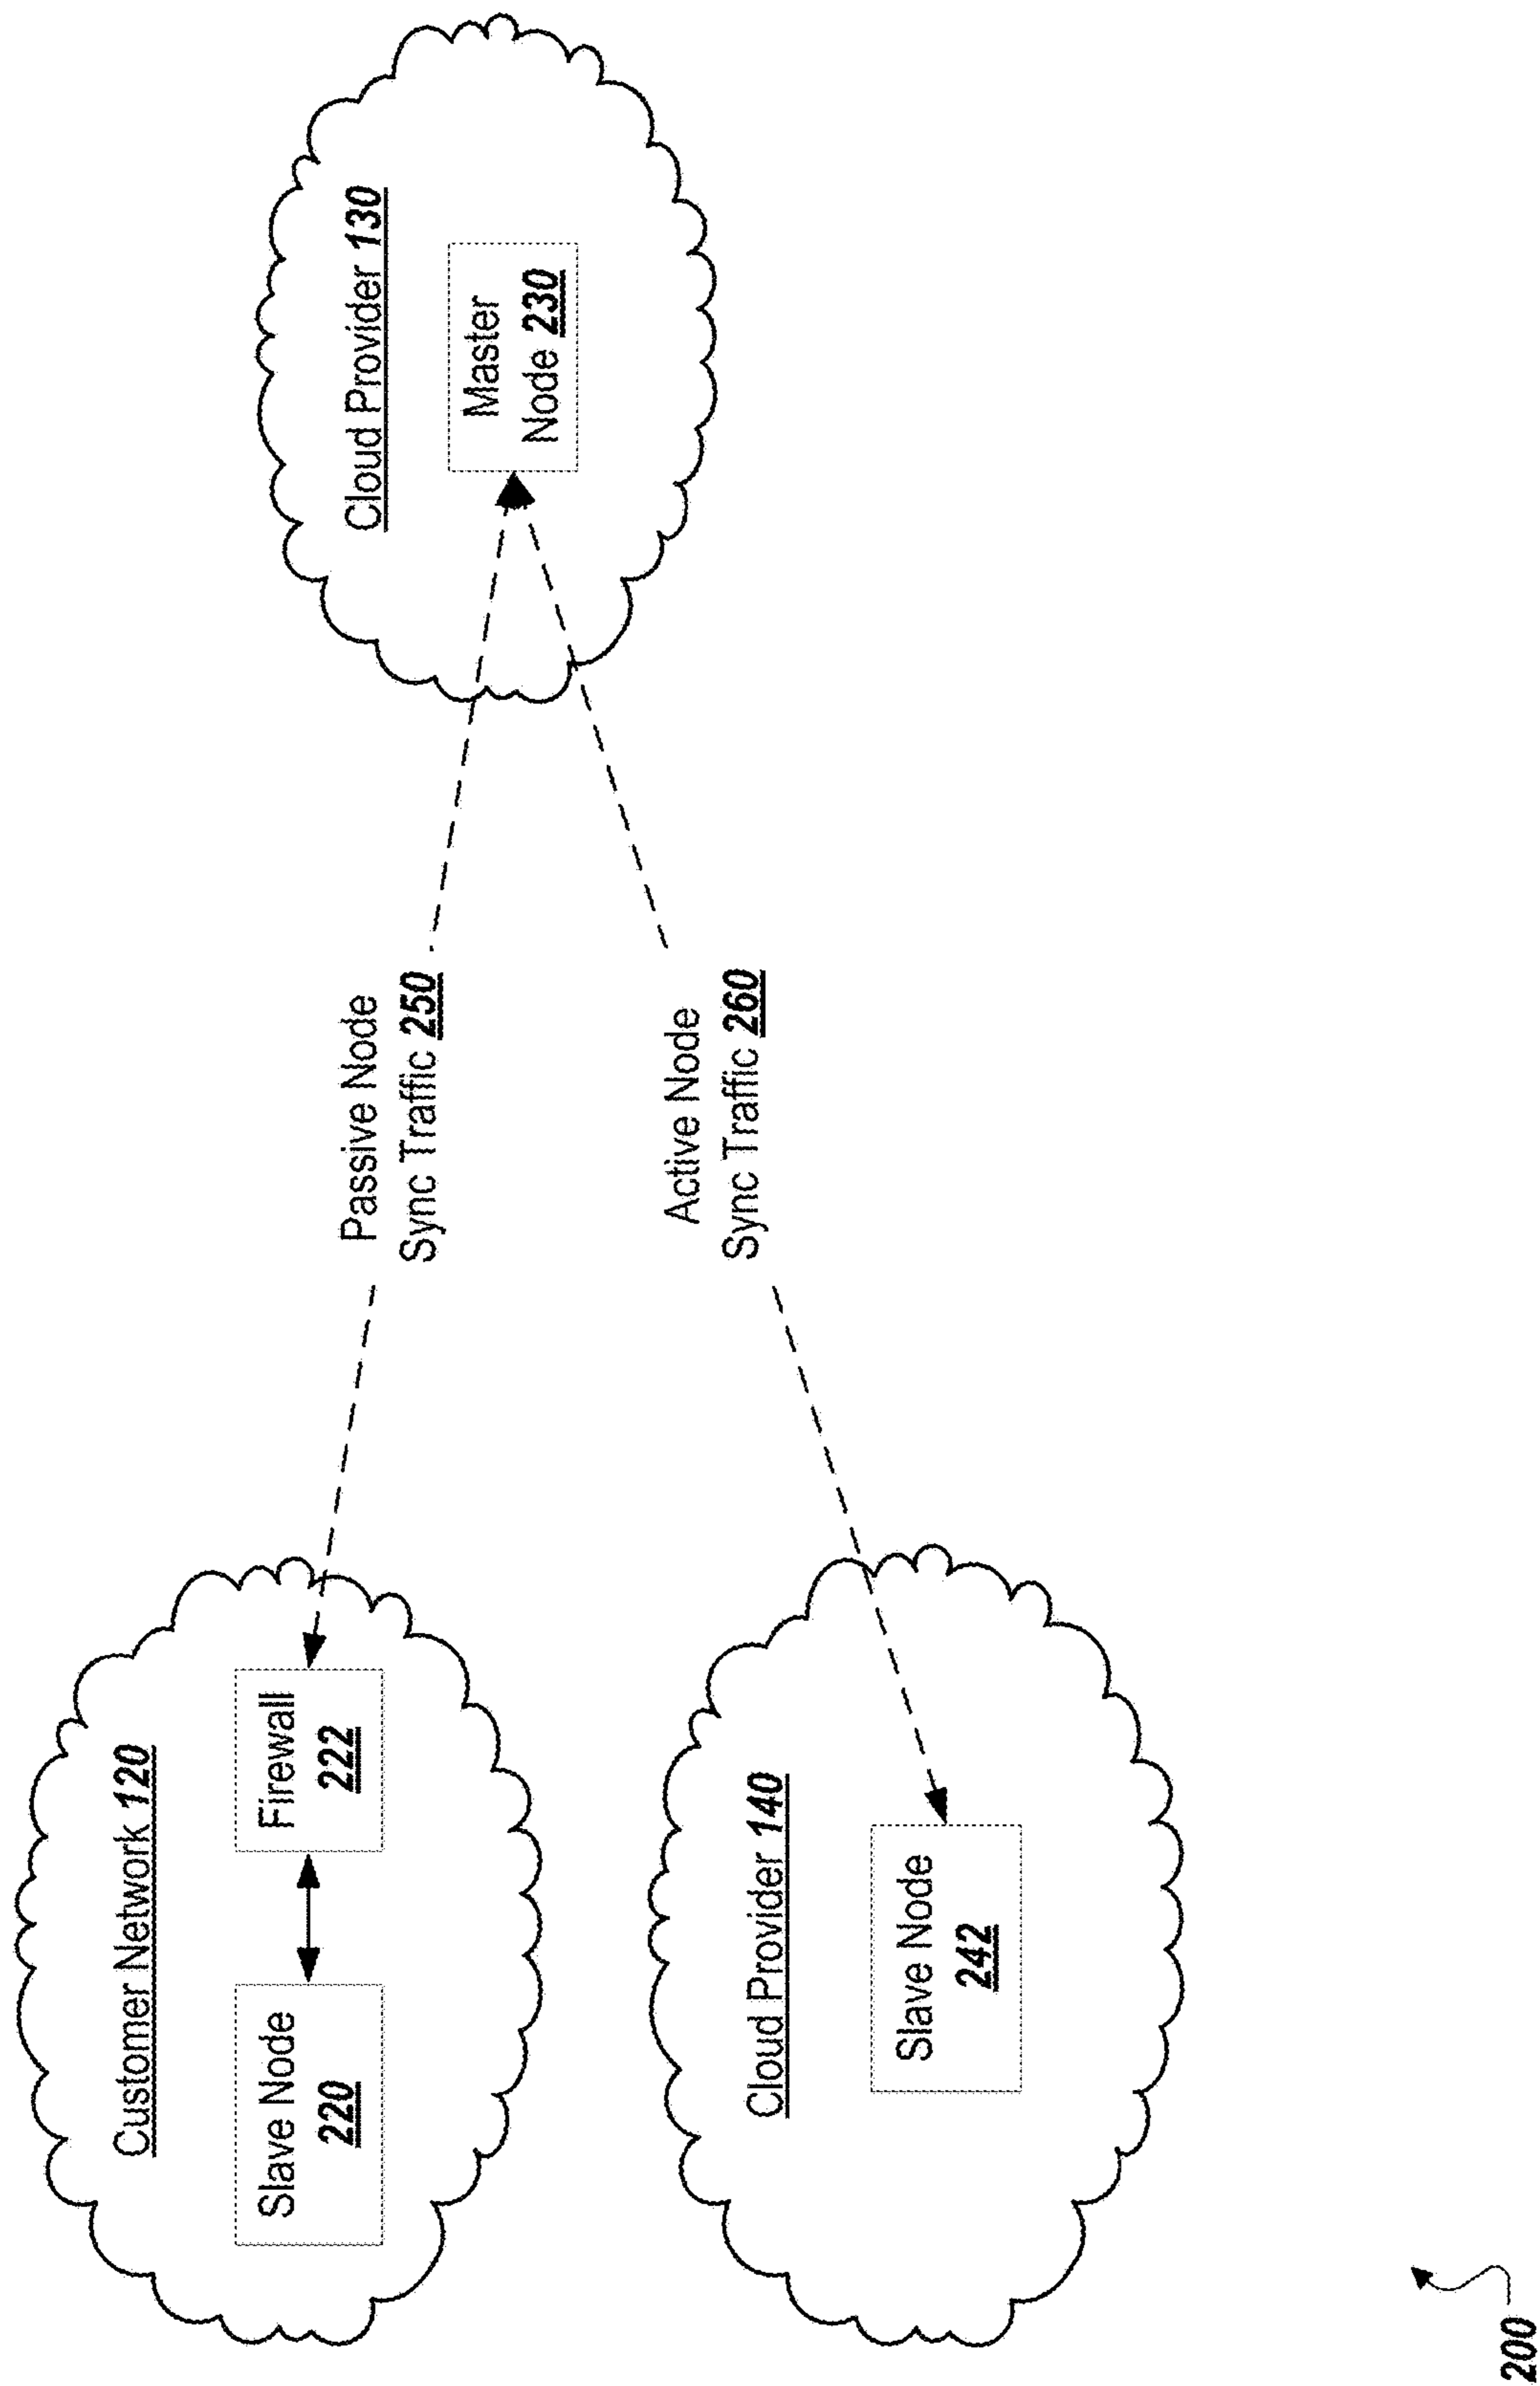 Customer Network 120
Slave Node
220
Firewall
222
Passive Node
Sync Traffic 250
Cloud Provider 130
Master
Node 230
Active Node
Sync Traffic 260
Cloud Provider 140
Slave Node
242
200